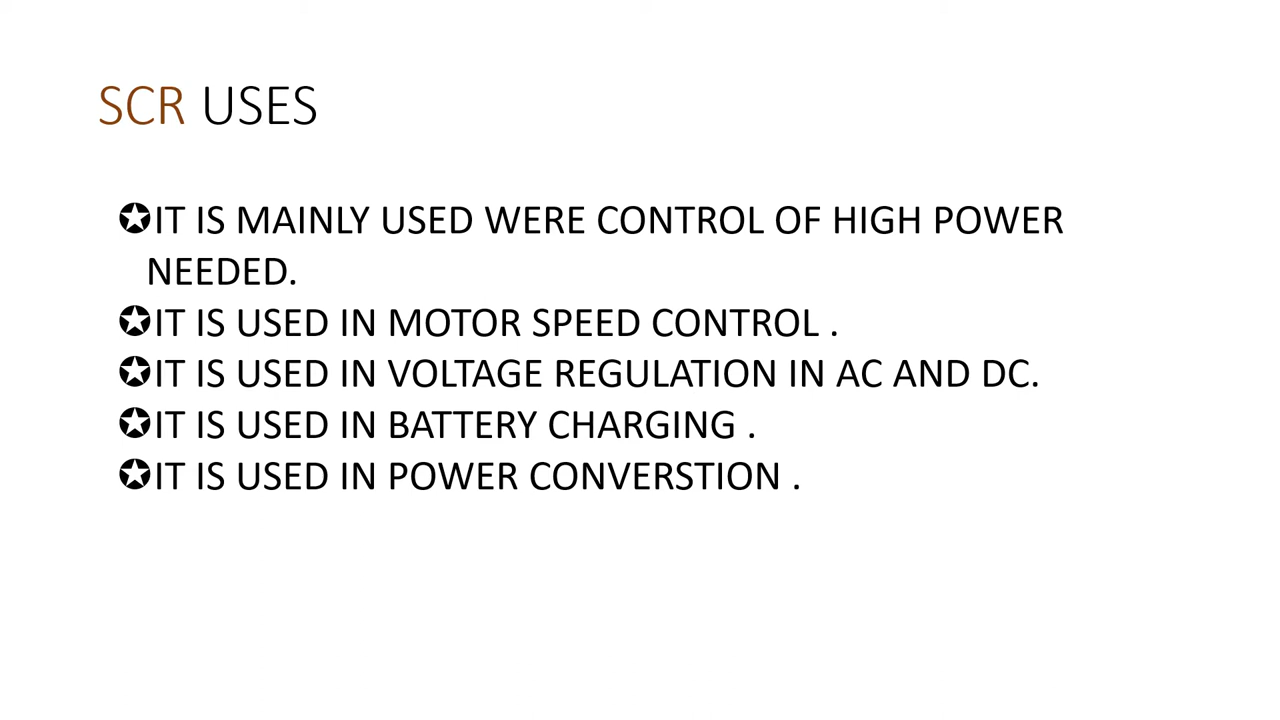 SCR USES
✪IT IS MAINLY USED WERE CONTROL OF HIGH POWER
NEEDED.
✪IT IS USED IN MOTOR SPEED CONTROL .
✪IT IS USED IN VOLTAGE REGULATION IN AC AND DC.
✪IT IS USED IN BATTERY CHARGING .
✪IT IS USED IN POWER CONVERSTION .